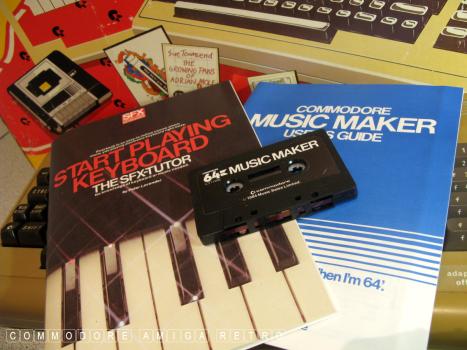 Sue Townsend
THE
GROWING PAINS
OF
ADRIAN MOLE
SFX
START PLAYING
KEYBOARD
THE SFX-TUTOR
COMMODORE
MUSIC MAKER
USER'S GUIDE
64 MUSIC MAKER
commodore
When I'm 64'.
COMMODORE AMIGA RETRO